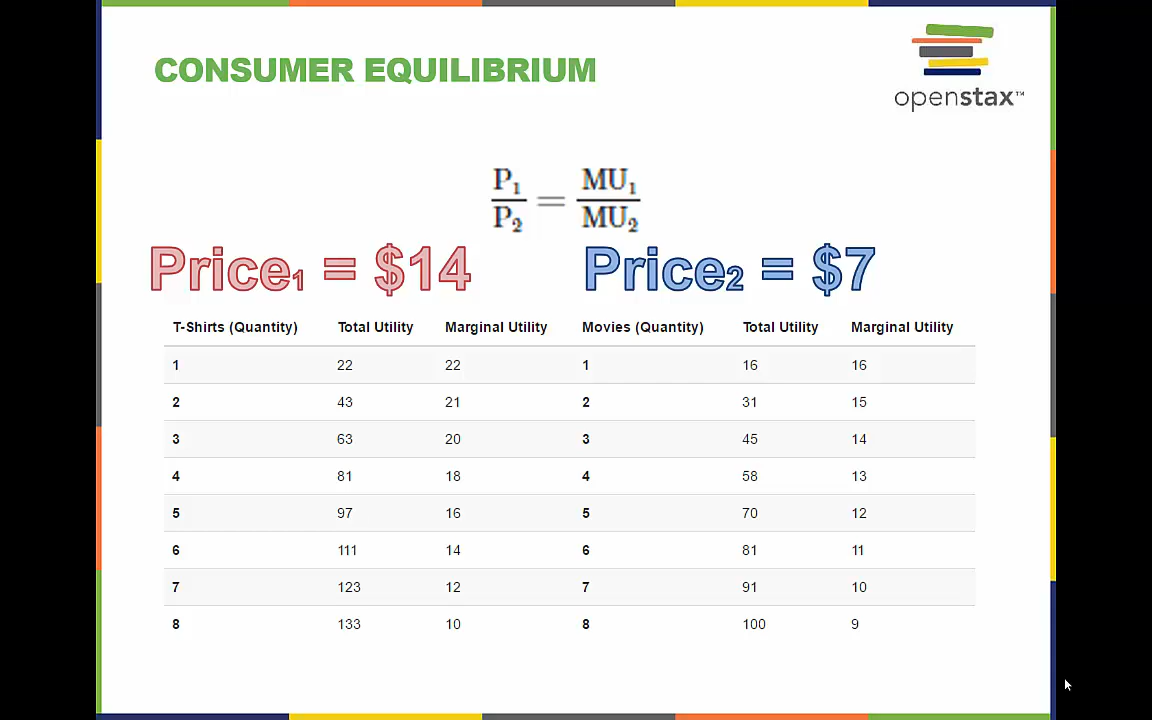 CONSUMER EQUILIBRIUM
openstax™
P₁/P₂ = MU₁/MU₂
Price₁ = $14 Price₂ = $7
T-Shirts (Quantity) Total Utility Marginal Utility Movies (Quantity) Total Utility Marginal Utility
1 22 22 1 16 16
2 43 21 2 31 15
3 63 20 3 45 14
4 81 18 4 58 13
5 97 16 5 70 12
6 111 14 6 81 11
7 123 12 7 91 10
8 133 10 8 100 9